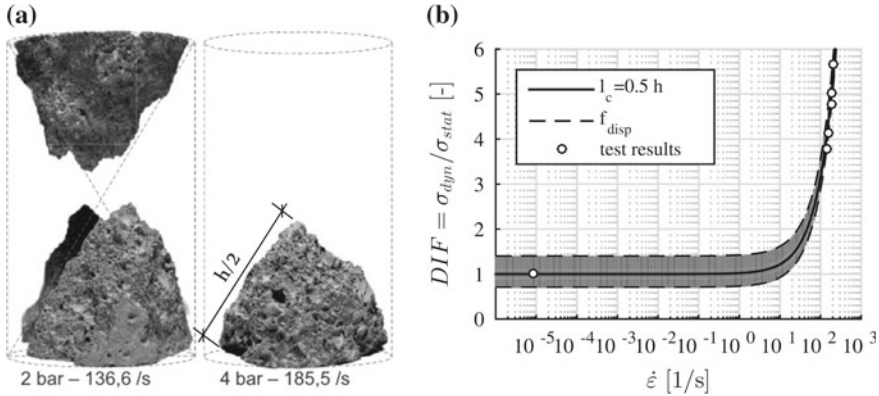 (a)
h/2
2 bar – 136,6 /s
4 bar – 185,5 /s
(b)
DIF = σdyn/σstat [-]
6
5
4
3
2
1
0
l_c=0.5 h
f_disp
test results
10^-5 10^-4 10^-3 10^-2 10^-1 10^0 10^1 10^2 10^3
ε̇ [1/s]